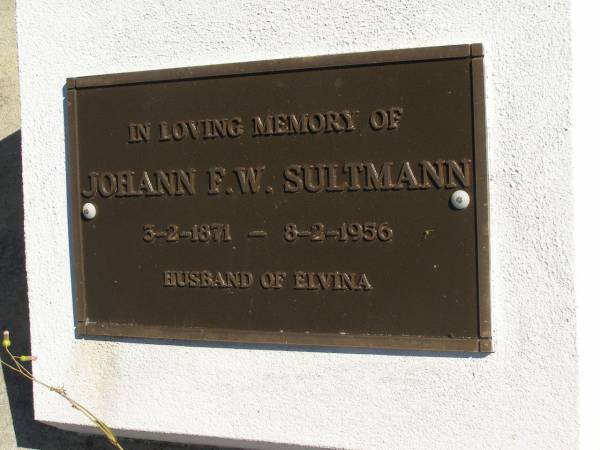 IN LOVING MEMORY OF
JOHANN F.W. SULTMANN
3-2-1871 - 8-2-1956
HUSBAND OF ELVINA